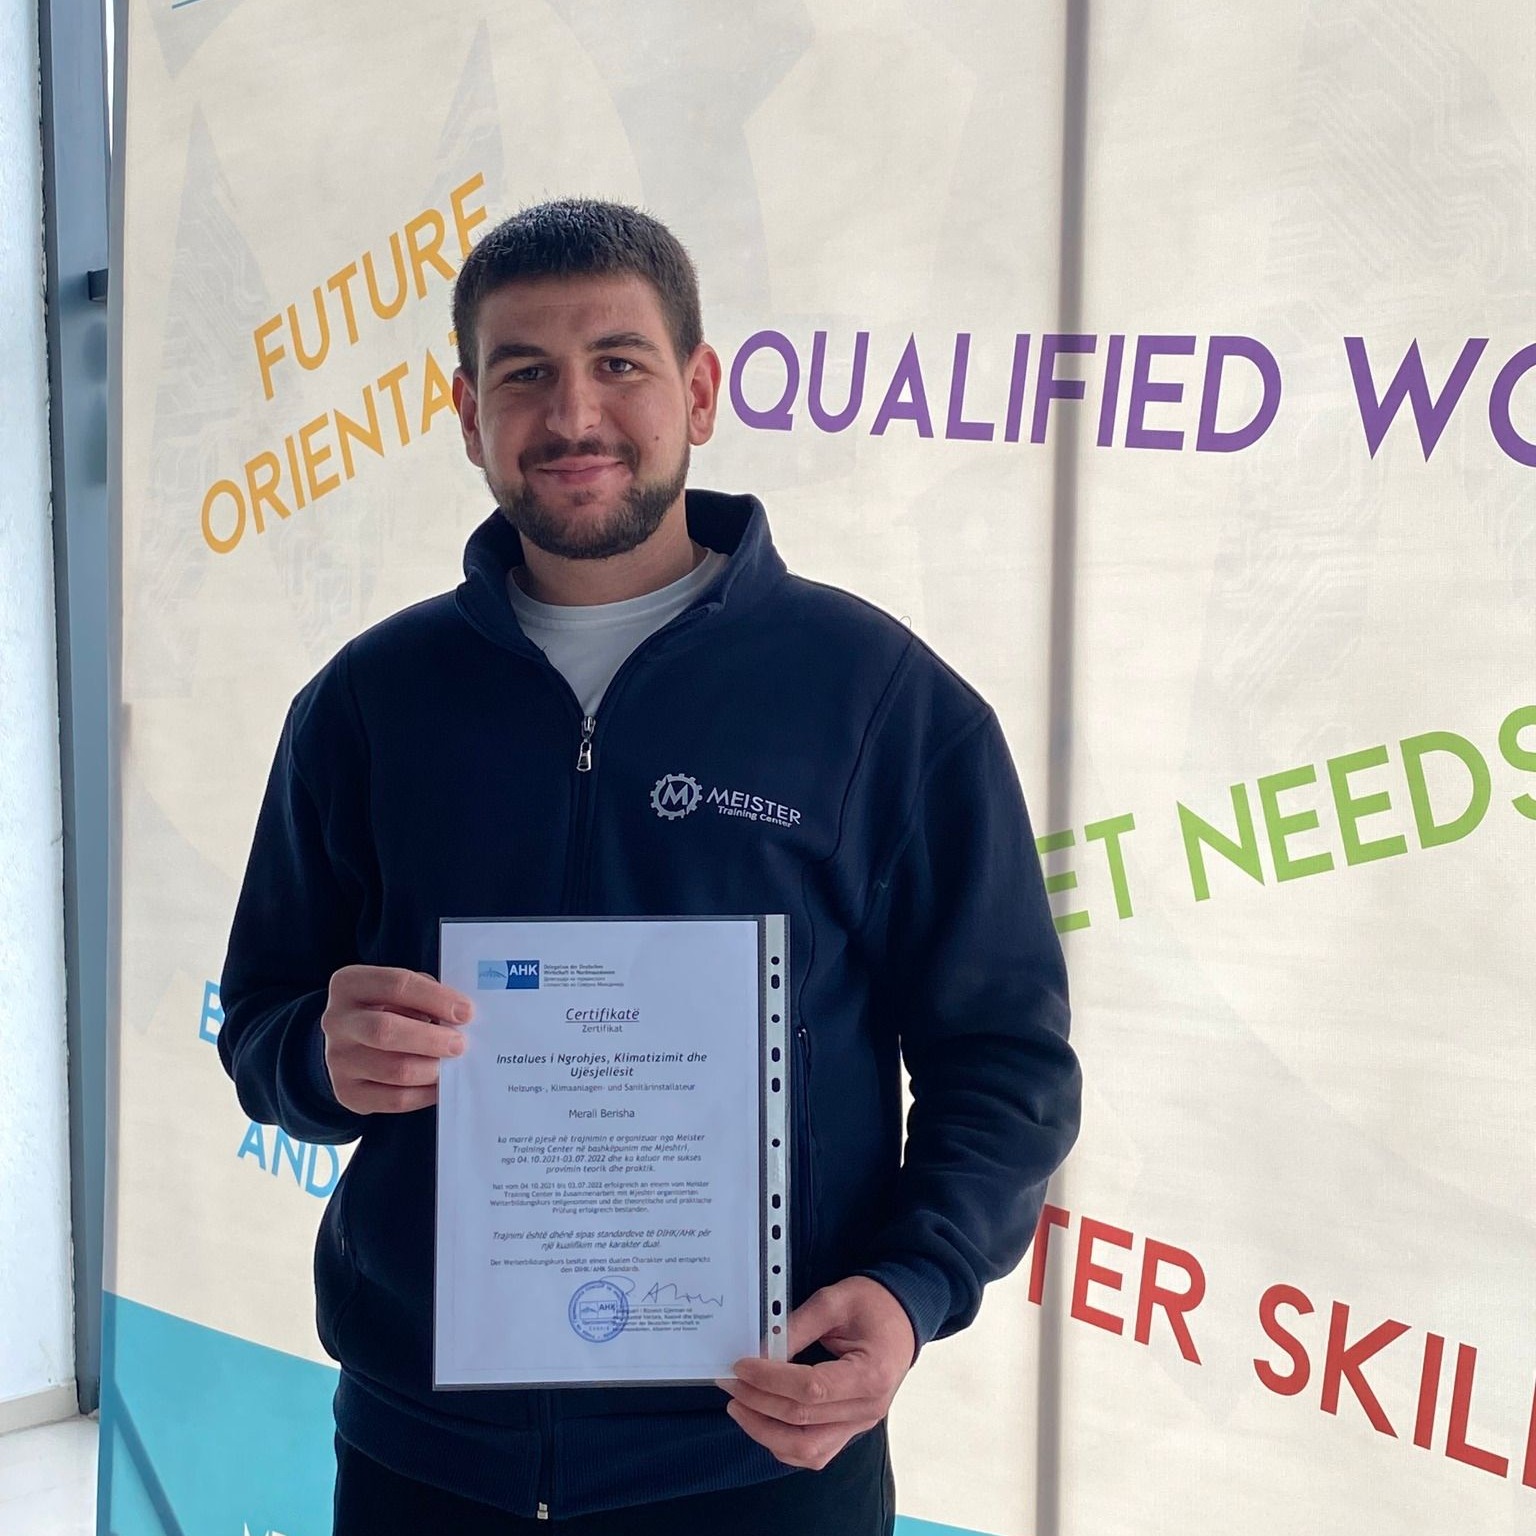 FUTURE
ORIENTA
QUALIFIED WO
ET NEEDS
B
AND
TER SKIL
M MEISTER
Training Center
AHK
Delegation der Deutschen
Wirtschaft in Nordmazedonien
Certifikatë
Zertifikat
Instalues i Ngrohjes, Klimatizimit dhe
Ujësjellësit
Heizungs-, Klimaanlagen- und Sanitärinstallateur
Merall Berisha
ka marrë pjesë në trajnimin e organizuar nga Meister
Training Center në bashkëpunim me Mjeshtri,
nga 04.10.2021-03.07.2022 dhe ka kaluar me sukses
provimin teorik dhe praktik.
hat vom 04.10.2021 bis 03.07.2022 erfolgreich an einem vom Meister
Training Center in Zusammenarbeit mit Mjeshtri organisierten
Weiterbildungskurs teilgenommen und die theoretische und praktische
Prüfung erfolgreich bestanden.
Trajnimi është dhënë sipas standardeve të DIHK/AHK për
një kualifikim me karakter dual.
Der Weiterbildungskurs besitzt einen dualen Charakter und entspricht
den DIHK/AHK Standards.
AHK